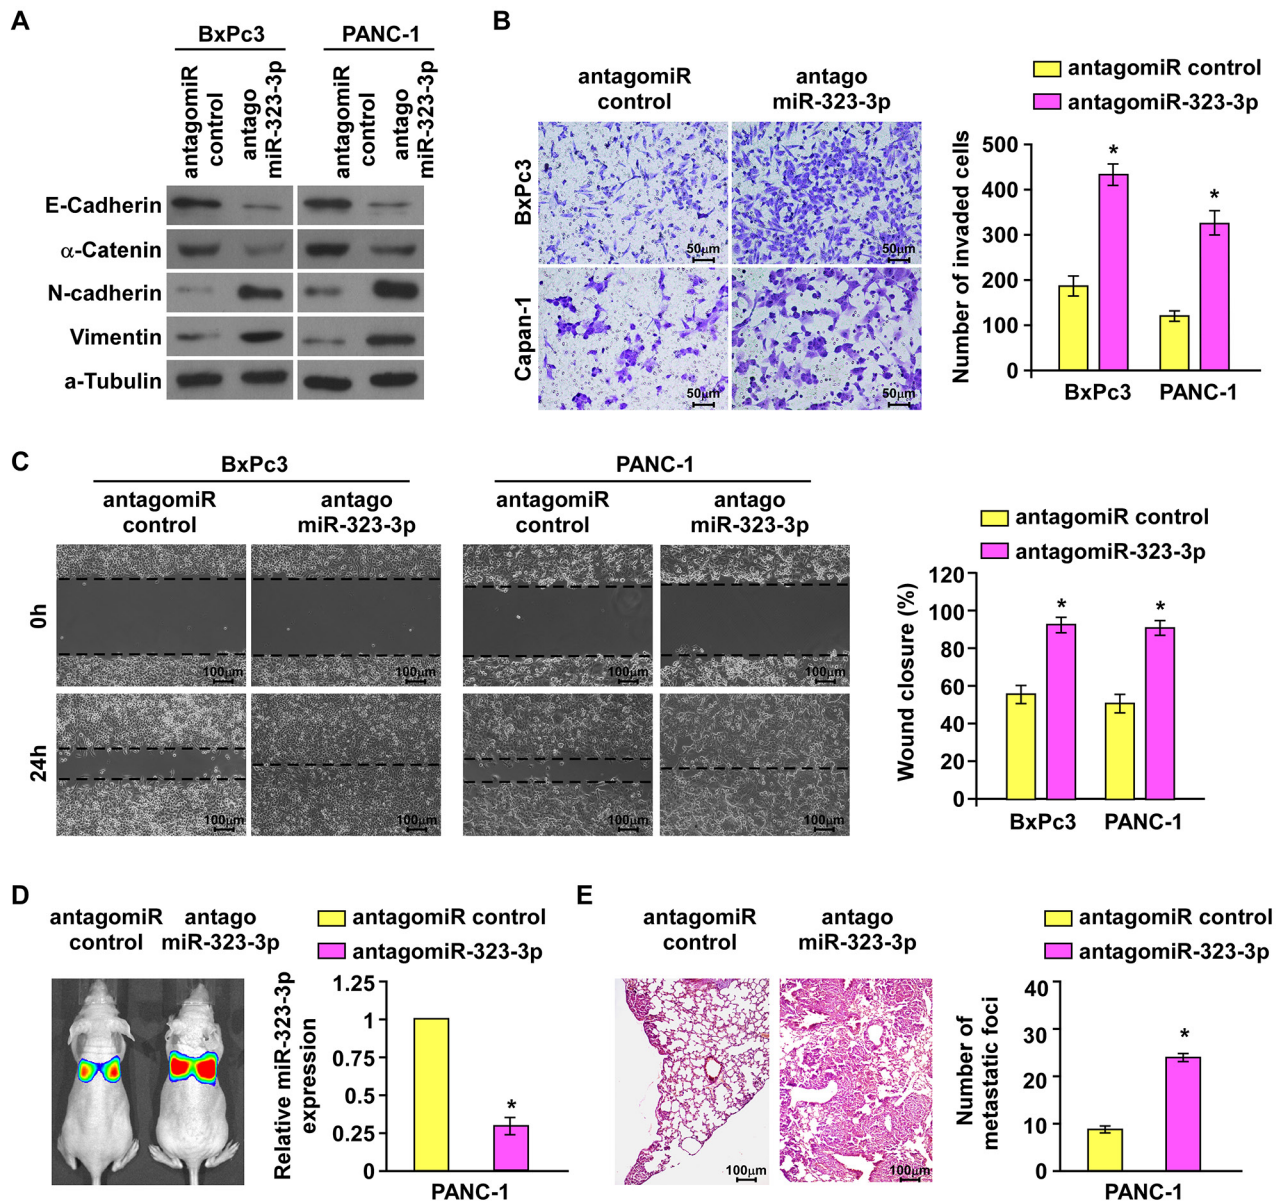 A
BxPc3 PANC-1
antagomiR control
antago miR-323-3p
antagomiR control
antago miR-323-3p
E-Cadherin
α-Catenin
N-cadherin
Vimentin
a-Tubulin
B
antagomiR control
antago miR-323-3p
BxPc3
50μm 50μm
Capan-1
50μm 50μm
antagomiR control
antagomiR-323-3p
Number of invaded cells
500
400
300
200
100
0
* *
BxPc3 PANC-1
C
BxPc3 PANC-1
antagomiR control
antago miR-323-3p
antagomiR control
antago miR-323-3p
0h
100μm 100μm 100μm 100μm
24h
100μm 100μm 100μm 100μm
antagomiR control
antagomiR-323-3p
Wound closure (%)
120
100
80
60
40
20
0
* *
BxPc3 PANC-1
D
antagomiR control
antago miR-323-3p
antagomiR control
antagomiR-323-3p
Relative miR-323-3p
expression
1.25
1
0.75
0.5
0.25
0
*
PANC-1
E
antagomiR control
antago miR-323-3p
100μm 100μm
antagomiR control
antagomiR-323-3p
Number of
metastatic foci
40
30
20
10
0
*
PANC-1